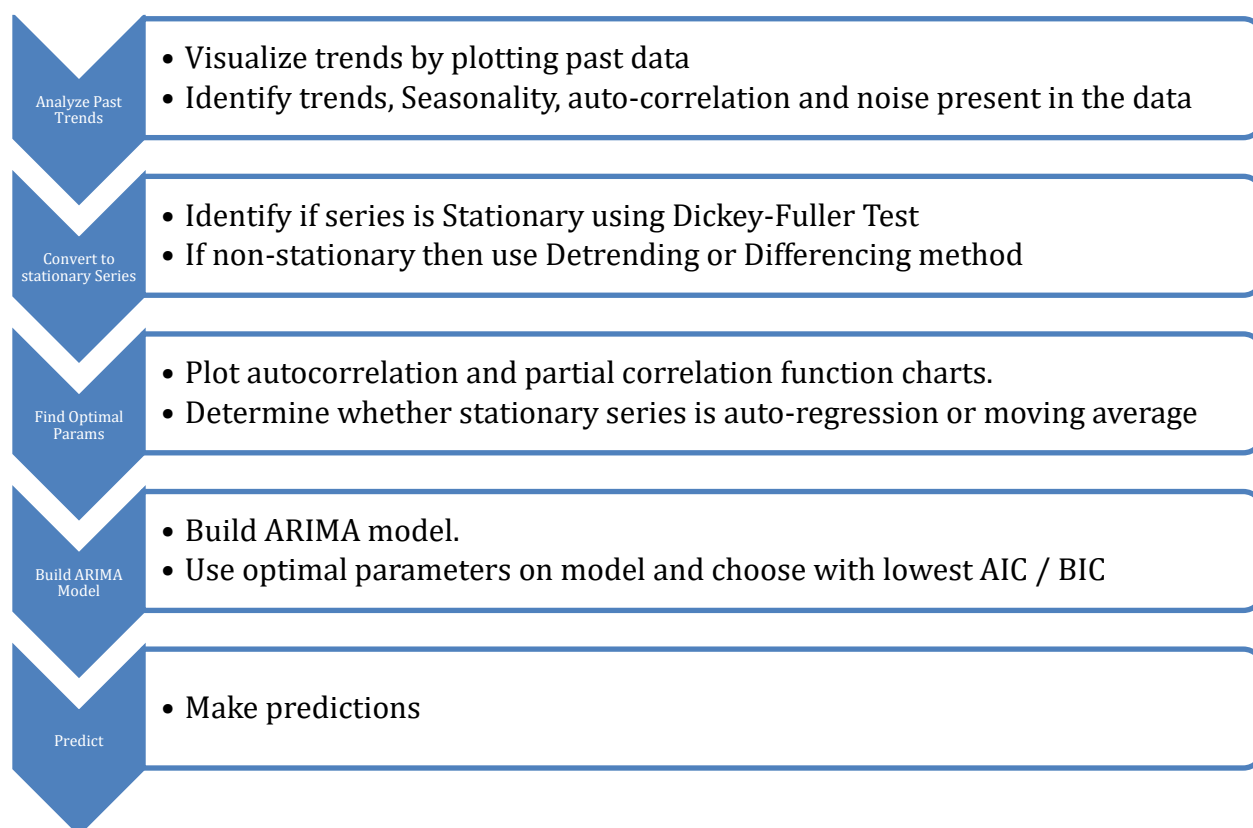 Analyze Past
Trends
• Visualize trends by plotting past data
• Identify trends, Seasonality, auto-correlation and noise present in the data
Convert to
stationary Series
• Identify if series is Stationary using Dickey-Fuller Test
• If non-stationary then use Detrending or Differencing method
Find Optimal
Params
• Plot autocorrelation and partial correlation function charts.
• Determine whether stationary series is auto-regression or moving average
Build ARIMA
Model
• Build ARIMA model.
• Use optimal parameters on model and choose with lowest AIC / BIC
Predict
• Make predictions